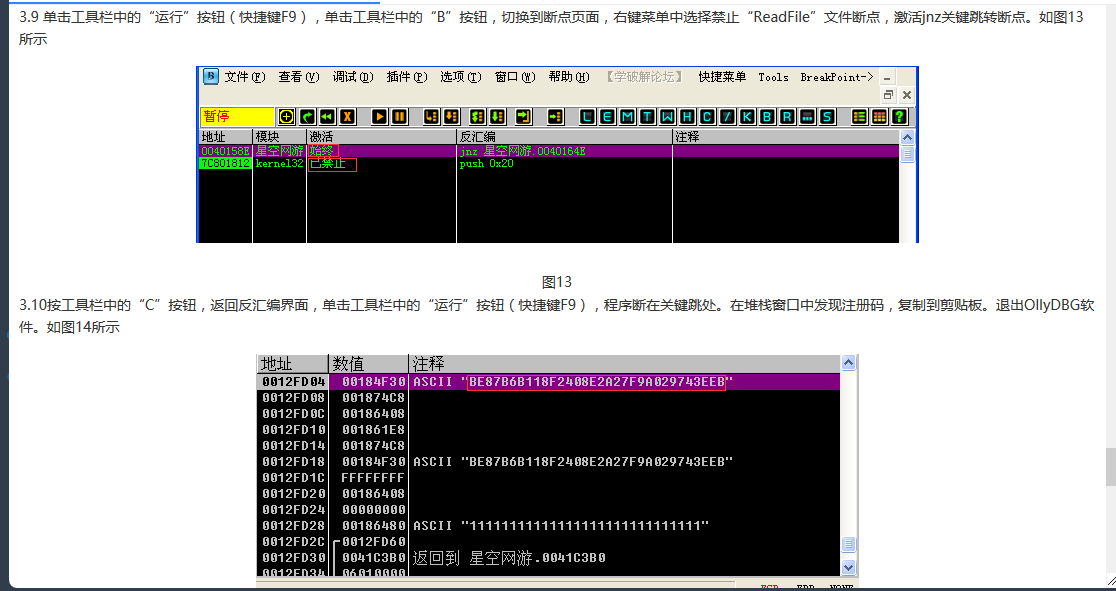 3.9 单击工具栏中的“运行”按钮（快捷键F9），单击工具栏中的“B”按钮，切换到断点页面，右键菜单中选择禁止“ReadFile”文件断点，激活jnz关键跳转断点。如图13
所示
B 文件(F) 查看(V) 调试(D) 插件(P) 选项(T) 窗口(W) 帮助(H) 【学破解论坛】 快捷菜单 Tools BreakPoint->
暂停 L E M T W H C / K B R ... S ?
地址 模块 激活 反汇编 注释
0040158E 星空网游 始终 jnz 星空网游.0040164E
7C801812 kernel32 已禁止 push 0x20
图13
3.10按工具栏中的“C”按钮，返回反汇编界面，单击工具栏中的“运行”按钮（快捷键F9），程序断在关键跳处。在堆栈窗口中发现注册码，复制到剪贴板。退出OllyDBG软
件。如图14所示
地址 数值 注释
0012FD04 00184F30 ASCII "BE87B6B118F2408E2A27F9A029743EEB"
0012FD08 001874C8
0012FD0C 00186408
0012FD10 001861E8
0012FD14 001874C8
0012FD18 00184F30 ASCII "BE87B6B118F2408E2A27F9A029743EEB"
0012FD1C FFFFFFFF
0012FD20 00186408
0012FD24 00000000
0012FD28 00186480 ASCII "11111111111111111111111111111"
0012FD2C 0012FD60
0012FD30 0041C3B0 返回到 星空网游.0041C3B0
0012FD34 06010000